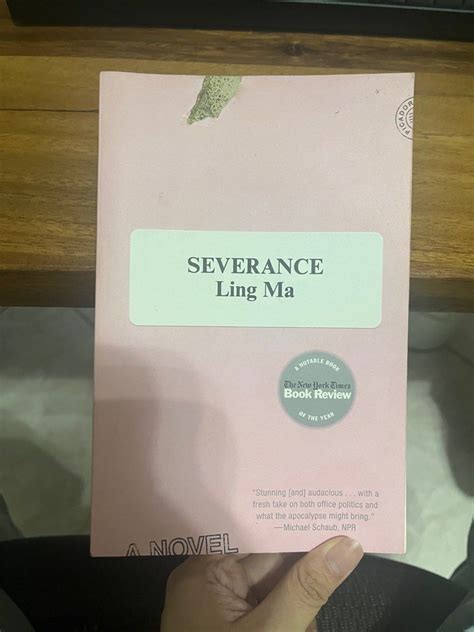 PICADOR
SEVERANCE
Ling Ma
A NOTABLE BOOK
The New York Times
Book Review
OF THE YEAR
"Stunning [and] audacious . . . with a
fresh take on both office politics and
what the apocalypse might bring."
—Michael Schaub, NPR
A NOVEL